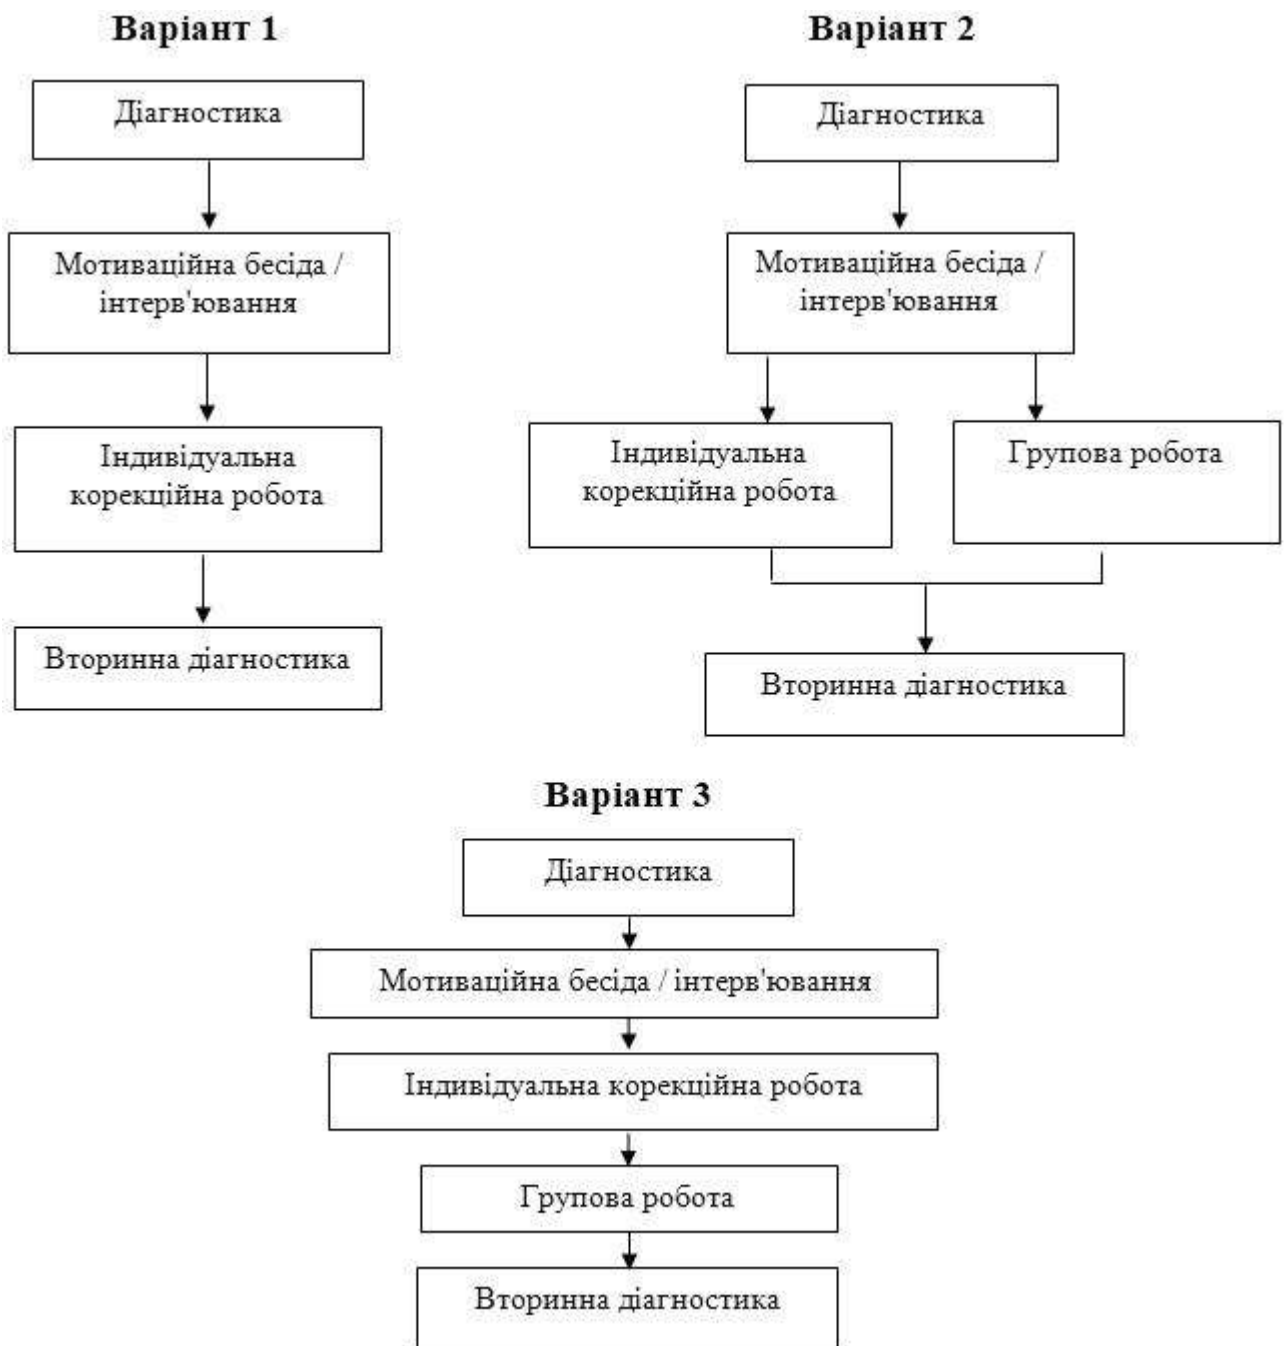 Варіант 1
Діагностика
Мотиваційна бесіда /
інтерв'ювання
Індивідуальна
корекційна робота
Вторинна діагностика
Варіант 2
Діагностика
Мотиваційна бесіда /
інтерв'ювання
Індивідуальна
корекційна робота
Групова робота
Вторинна діагностика
Варіант 3
Діагностика
Мотиваційна бесіда / інтерв'ювання
Індивідуальна корекційна робота
Групова робота
Вторинна діагностика